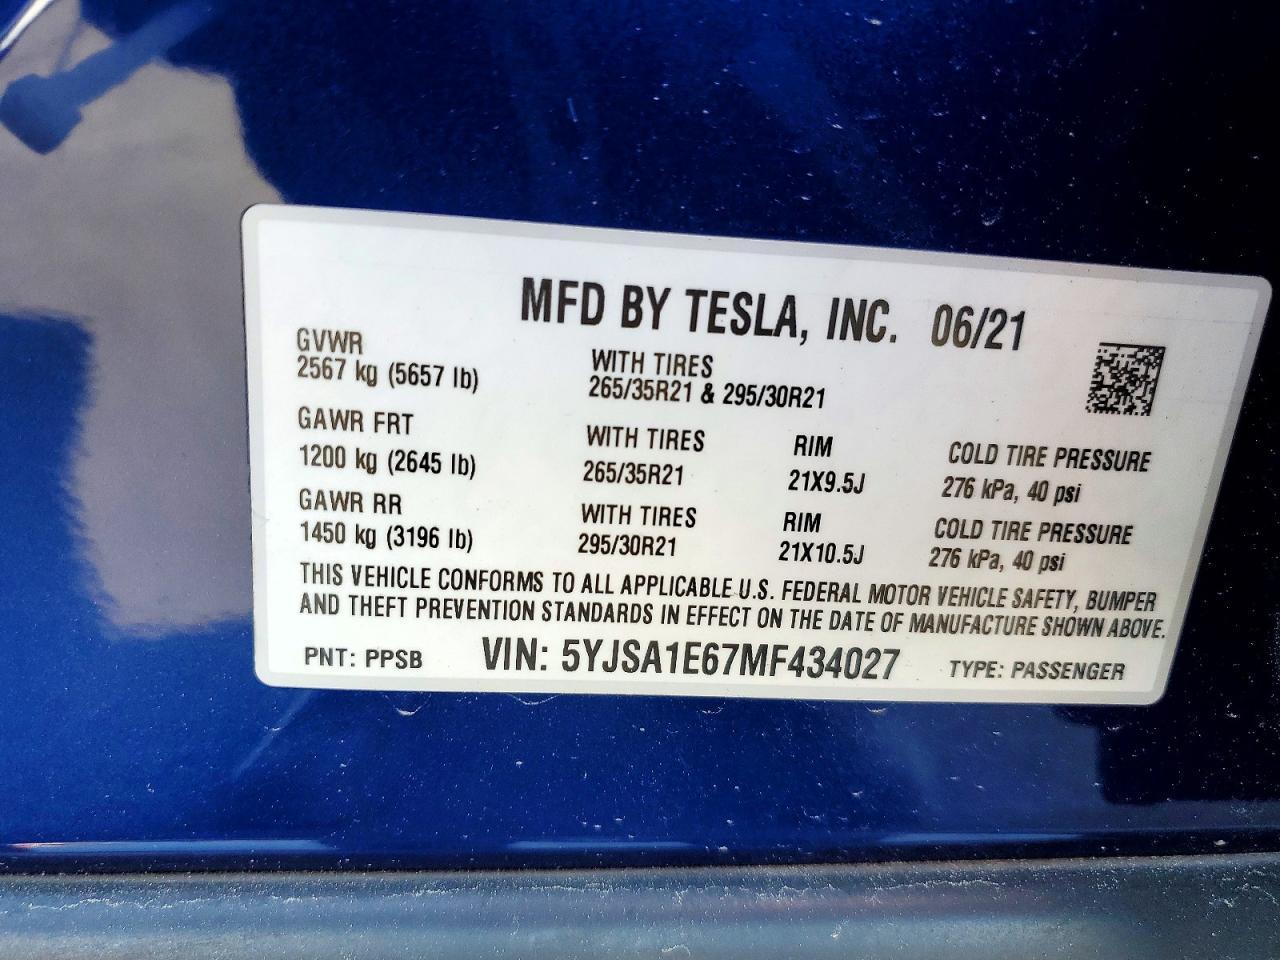 MFD BY TESLA, INC. 06/21
GVWR
2567 kg (5657 lb)
WITH TIRES
265/35R21 & 295/30R21
GAWR FRT
1200 kg (2645 lb)
WITH TIRES
265/35R21
RIM
21X9.5J
COLD TIRE PRESSURE
276 kPa, 40 psi
GAWR RR
1450 kg (3196 lb)
WITH TIRES
295/30R21
RIM
21X10.5J
COLD TIRE PRESSURE
276 kPa, 40 psi
THIS VEHICLE CONFORMS TO ALL APPLICABLE U.S. FEDERAL MOTOR VEHICLE SAFETY, BUMPER
AND THEFT PREVENTION STANDARDS IN EFFECT ON THE DATE OF MANUFACTURE SHOWN ABOVE.
PNT: PPSB VIN: 5YJSA1E67MF434027 TYPE: PASSENGER